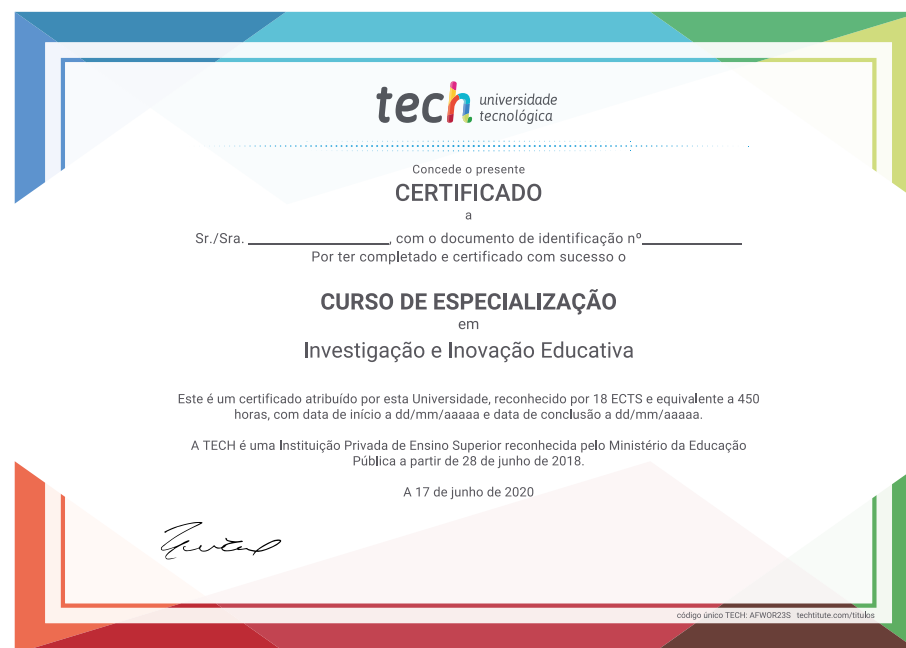 tech universidade
tecnológica
Concede o presente
CERTIFICADO
a
Sr./Sra. ____________________, com o documento de identificação nº______________
Por ter completado e certificado com sucesso o
CURSO DE ESPECIALIZAÇÃO
em
Investigação e Inovação Educativa
Este é um certificado atribuído por esta Universidade, reconhecido por 18 ECTS e equivalente a 450
horas, com data de início a dd/mm/aaaaa e data de conclusão a dd/mm/aaaaa.
A TECH é uma Instituição Privada de Ensino Superior reconhecida pelo Ministério da Educação
Pública a partir de 28 de junho de 2018.
A 17 de junho de 2020
código único TECH: AFWOR23S techtitute.com/titulos